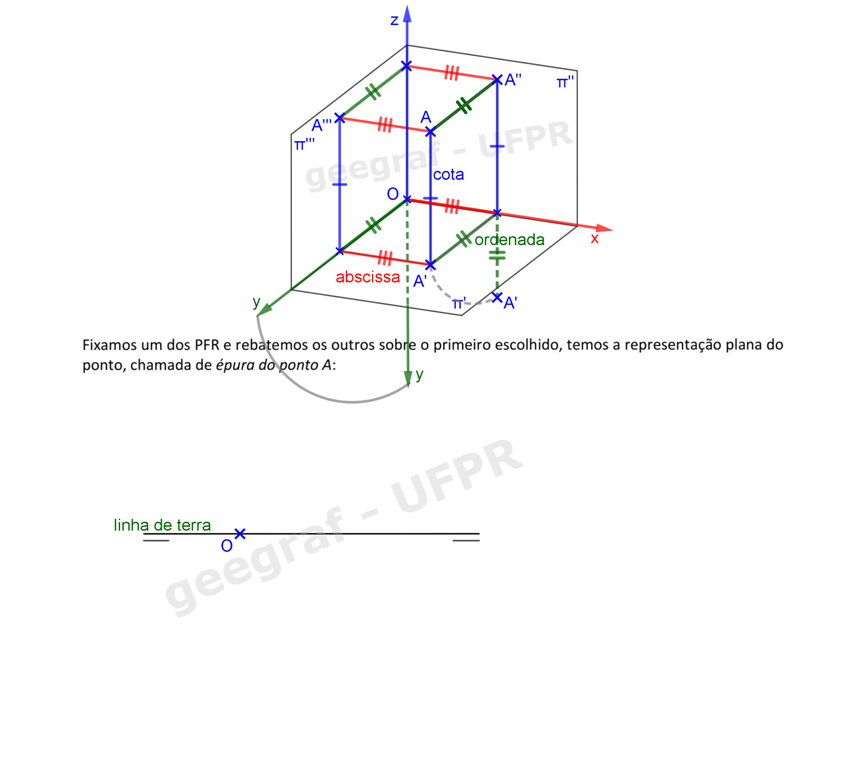 z
A''
π''
A
A'''
π'''
geegraf - UFPR
cota
O
ordenada
x
abscissa
A'
y
π'
A'
Fixamos um dos PFR e rebatemos os outros sobre o primeiro escolhido, temos a representação plana do
ponto, chamada de épura do ponto A:
y
geegraf - UFPR
linha de terra
O